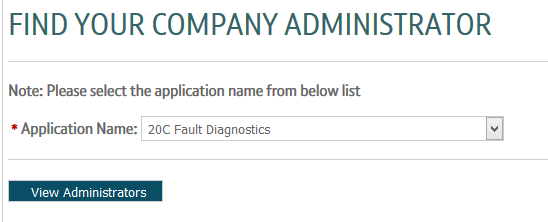 FIND YOUR COMPANY ADMINISTRATOR
Note: Please select the application name from below list
* Application Name: 20C Fault Diagnostics
View Administrators